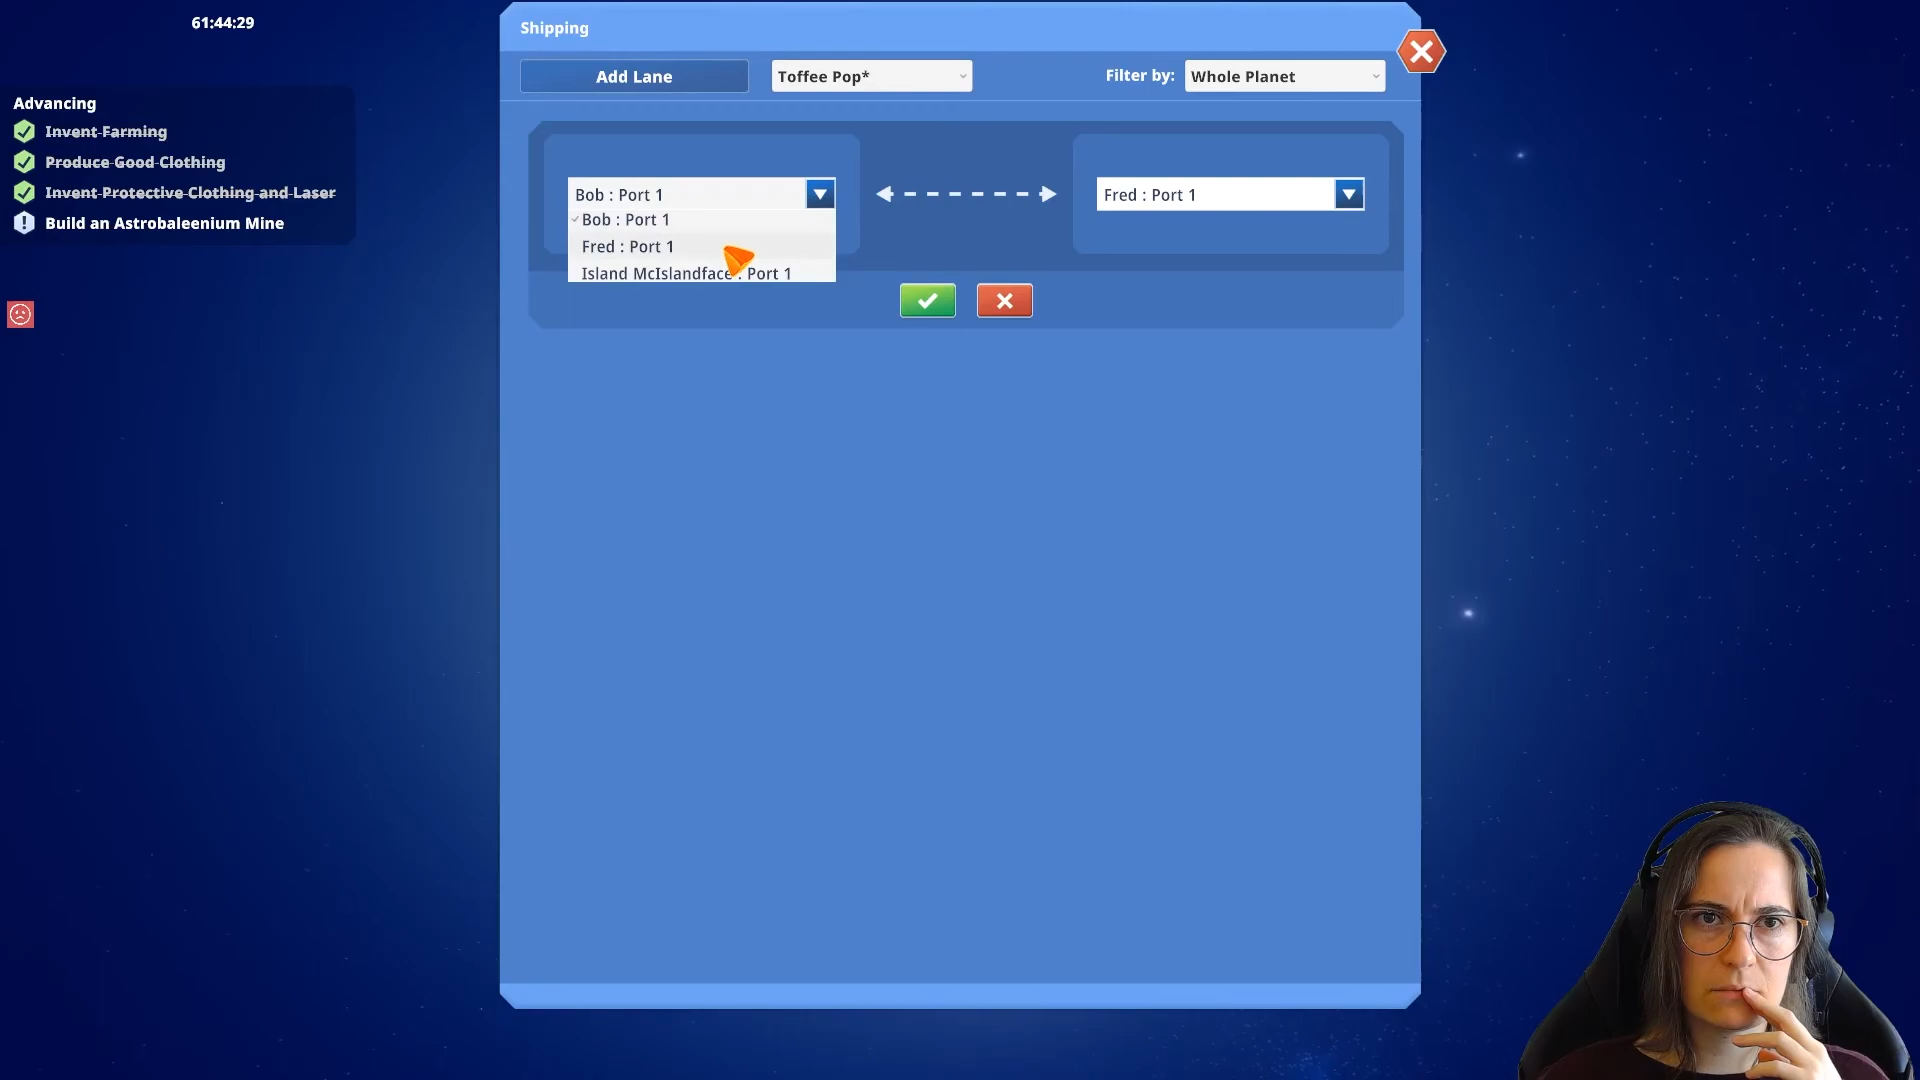 61:44:29
Shipping
Add Lane
Toffee Pop*
Filter by:
Whole Planet
Advancing
Invent Farming
Produce Good Clothing
Invent Protective Clothing and Laser
Build an Astrobaleenium Mine
Bob : Port 1
Fred : Port 1
Bob : Port 1
Fred : Port 1
Island McIslandface : Port 1